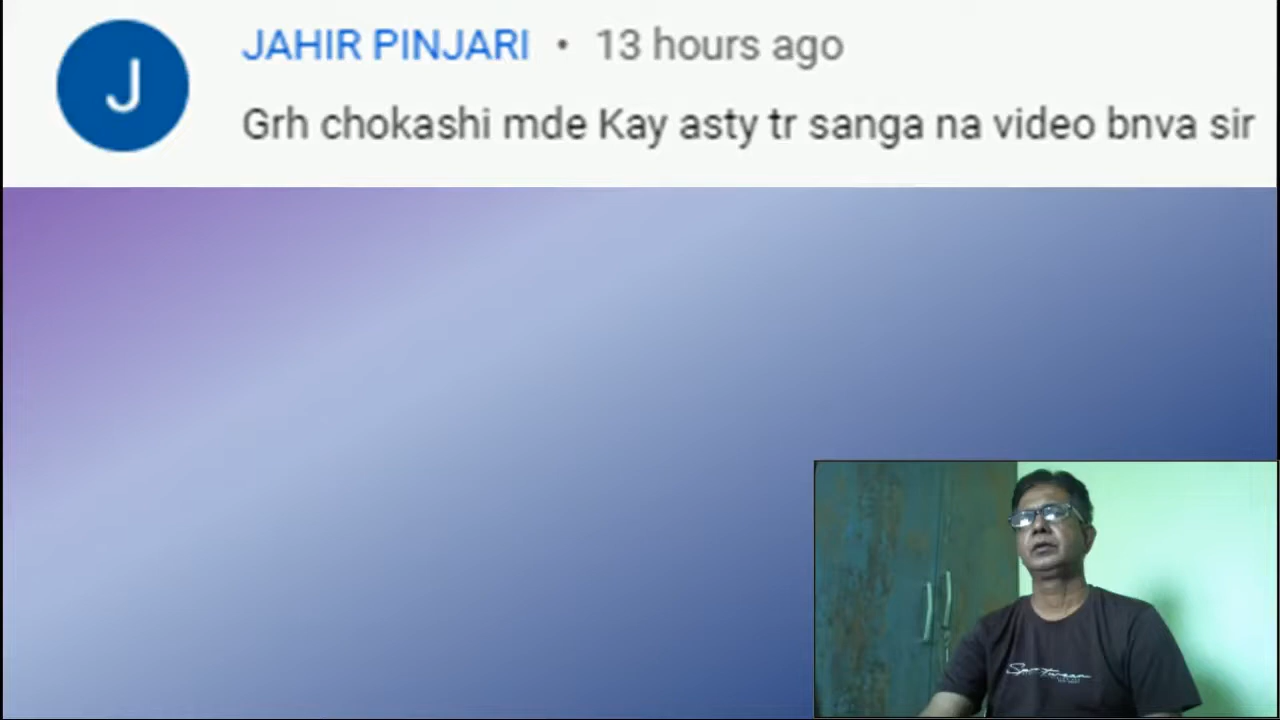 J
JAHIR PINJARI • 13 hours ago
Grh chokashi mde Kay asty tr sanga na video bnva sir